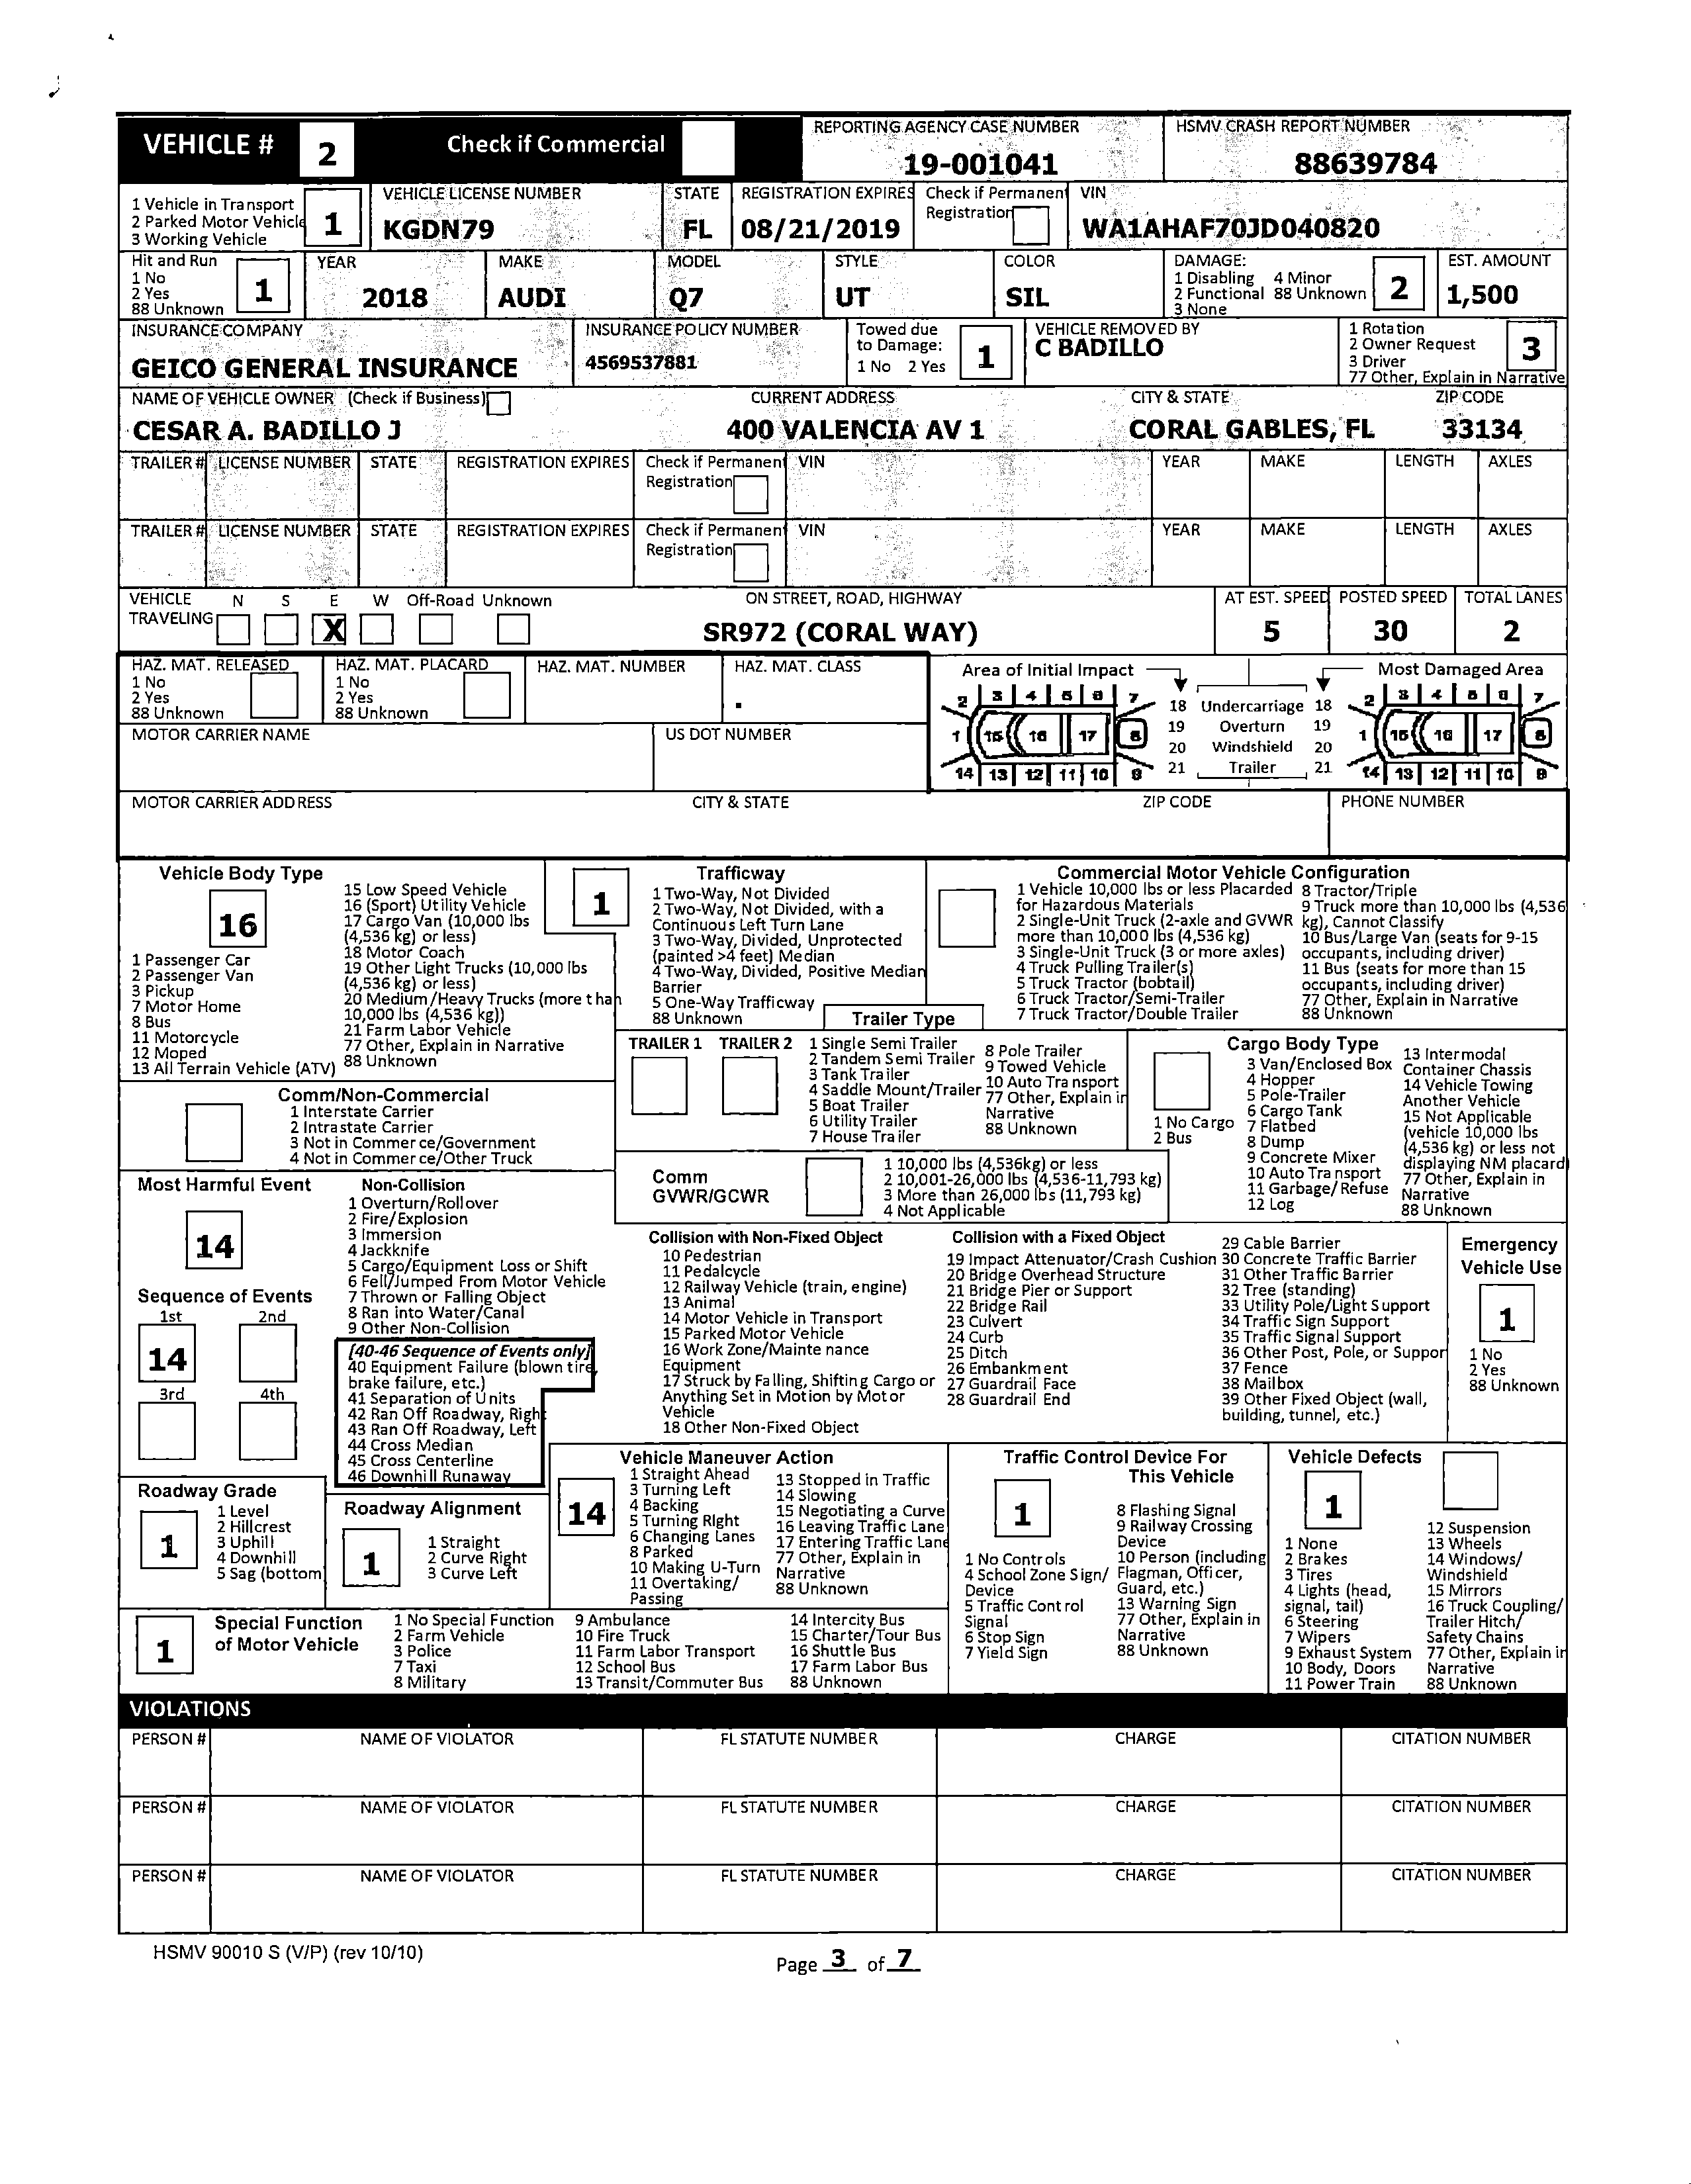 VEHICLE # 2 Check if Commercial REPORTING AGENCY CASE NUMBER 19-001041 HSMV CRASH REPORT NUMBER 88639784
1 Vehicle in Transport
2 Parked Motor Vehicle
3 Working Vehicle
1
VEHICLE LICENSE NUMBER KGDN79
STATE FL
REGISTRATION EXPIRES 08/21/2019
Check if Permanent Registration
VIN WA1AHAF70JD040820
Hit and Run
1 No
2 Yes
88 Unknown
1
YEAR 2018
MAKE AUDI
MODEL Q7
STYLE UT
COLOR SIL
DAMAGE:
1 Disabling 4 Minor
2 Functional 88 Unknown
3 None
2
EST. AMOUNT 1,500
INSURANCE COMPANY
GEICO GENERAL INSURANCE
INSURANCE POLICY NUMBER
4569537881
Towed due
to Damage:
1 No 2 Yes
1
VEHICLE REMOVED BY
C BADILLO
1 Rotation
2 Owner Request
3 Driver
77 Other, Explain in Narrative
3
NAME OF VEHICLE OWNER (Check if Business) CURRENT ADDRESS CITY & STATE ZIP CODE
CESAR A. BADILLO J 400 VALENCIA AV 1 CORAL GABLES, FL 33134
TRAILER # LICENSE NUMBER STATE REGISTRATION EXPIRES Check if Permanent VIN YEAR MAKE LENGTH AXLES
Registration
TRAILER # LICENSE NUMBER STATE REGISTRATION EXPIRES Check if Permanent VIN YEAR MAKE LENGTH AXLES
Registration
VEHICLE N S E W Off-Road Unknown ON STREET, ROAD, HIGHWAY AT EST. SPEED POSTED SPEED TOTAL LANES
TRAVELING X SR972 (CORAL WAY) 5 30 2
HAZ. MAT. RELEASED
1 No
2 Yes
88 Unknown
HAZ. MAT. PLACARD
1 No
2 Yes
88 Unknown
HAZ. MAT. NUMBER
HAZ. MAT. CLASS
MOTOR CARRIER NAME US DOT NUMBER
Area of Initial Impact Most Damaged Area
2 3 4 5 6 7
1 15 16 17 8
14 13 12 11 10 9
18 Undercarriage 18
19 Overturn 19
20 Windshield 20
21 Trailer 21
2 3 4 5 6 7
1 15 16 17 8
14 13 12 11 10 9
MOTOR CARRIER ADDRESS CITY & STATE ZIP CODE PHONE NUMBER
Vehicle Body Type
16
1 Passenger Car
2 Passenger Van
3 Pickup
7 Motor Home
8 Bus
11 Motorcycle
12 Moped
13 All Terrain Vehicle (ATV)
15 Low Speed Vehicle
16 (Sport) Utility Vehicle
17 Cargo Van (10,000 lbs
(4,536 kg) or less)
18 Motor Coach
19 Other Light Trucks (10,000 lbs
(4,536 kg) or less)
20 Medium/Heavy Trucks (more than
10,000 lbs (4,536 kg))
21 Farm Labor Vehicle
77 Other, Explain in Narrative
88 Unknown
1
Trafficway
1 Two-Way, Not Divided
2 Two-Way, Not Divided, with a
Continuous Left Turn Lane
3 Two-Way, Divided, Unprotected
(painted >4 feet) Median
4 Two-Way, Divided, Positive Median
Barrier
5 One-Way Trafficway
88 Unknown
Commercial Motor Vehicle Configuration
1 Vehicle 10,000 lbs or less Placarded
for Hazardous Materials
2 Single-Unit Truck (2-axle and GVWR
more than 10,000 lbs (4,536 kg)
3 Single-Unit Truck (3 or more axles)
4 Truck Pulling Trailer(s)
5 Truck Tractor (bobtail)
6 Truck Tractor/Semi-Trailer
7 Truck Tractor/Double Trailer
8 Tractor/Triple
9 Truck more than 10,000 lbs (4,536
kg), Cannot Classify
10 Bus/Large Van (seats for 9-15
occupants, including driver)
11 Bus (seats for more than 15
occupants, including driver)
77 Other, Explain in Narrative
88 Unknown
Trailer Type
TRAILER 1 TRAILER 2
1 Single Semi Trailer
2 Tandem Semi Trailer
3 Tank Trailer
4 Saddle Mount/Trailer
5 Boat Trailer
6 Utility Trailer
7 House Trailer
8 Pole Trailer
9 Towed Vehicle
10 Auto Transport
77 Other, Explain in
Narrative
88 Unknown
Cargo Body Type
1 No Cargo
2 Bus
3 Van/Enclosed Box
4 Hopper
5 Pole-Trailer
6 Cargo Tank
7 Flatbed
8 Dump
9 Concrete Mixer
10 Auto Transport
11 Garbage/Refuse
12 Log
13 Intermodal
Container Chassis
14 Vehicle Towing
Another Vehicle
15 Not Applicable
(vehicle 10,000 lbs
(4,536 kg) or less not
displaying NM placard
77 Other, Explain in
Narrative
88 Unknown
Comm/Non-Commercial
1 Interstate Carrier
2 Intrastate Carrier
3 Not in Commerce/Government
4 Not in Commerce/Other Truck
Comm
GVWR/GCWR
1 10,000 lbs (4,536kg) or less
2 10,001-26,000 lbs (4,536-11,793 kg)
3 More than 26,000 lbs (11,793 kg)
4 Not Applicable
Most Harmful Event
14
Sequence of Events
1st 2nd
14
3rd 4th
Non-Collision
1 Overturn/Rollover
2 Fire/Explosion
3 Immersion
4 Jackknife
5 Cargo/Equipment Loss or Shift
6 Fell/Jumped From Motor Vehicle
7 Thrown or Falling Object
8 Ran into Water/Canal
9 Other Non-Collision
[40-46 Sequence of Events only]
40 Equipment Failure (blown tire,
brake failure, etc.)
41 Separation of Units
42 Ran Off Roadway, Right
43 Ran Off Roadway, Left
44 Cross Median
45 Cross Centerline
46 Downhill Runaway
Collision with Non-Fixed Object
10 Pedestrian
11 Pedalcycle
12 Railway Vehicle (train, engine)
13 Animal
14 Motor Vehicle in Transport
15 Parked Motor Vehicle
16 Work Zone/Maintenance
Equipment
17 Struck by Falling, Shifting Cargo or
Anything Set in Motion by Motor
Vehicle
18 Other Non-Fixed Object
Collision with a Fixed Object
19 Impact Attenuator/Crash Cushion
20 Bridge Overhead Structure
21 Bridge Pier or Support
22 Bridge Rail
23 Culvert
24 Curb
25 Ditch
26 Embankment
27 Guardrail Face
28 Guardrail End
29 Cable Barrier
30 Concrete Traffic Barrier
31 Other Traffic Barrier
32 Tree (standing)
33 Utility Pole/Light Support
34 Traffic Sign Support
35 Traffic Signal Support
36 Other Post, Pole, or Suppor
37 Fence
38 Mailbox
39 Other Fixed Object (wall,
building, tunnel, etc.)
Emergency
Vehicle Use
1
1 No
2 Yes
88 Unknown
Roadway Grade
1
1 Level
2 Hillcrest
3 Uphill
4 Downhill
5 Sag (bottom
Roadway Alignment
1
1 Straight
2 Curve Right
3 Curve Left
Vehicle Maneuver Action
14
1 Straight Ahead
3 Turning Left
4 Backing
5 Turning RIght
6 Changing Lanes
8 Parked
10 Making U-Turn
11 Overtaking/
Passing
13 Stopped in Traffic
14 Slowing
15 Negotiating a Curve
16 Leaving Traffic Lane
17 Entering Traffic Lane
77 Other, Explain in
Narrative
88 Unknown
Traffic Control Device For
This Vehicle
1
1 No Controls
4 School Zone Sign/
Device
5 Traffic Control
Signal
6 Stop Sign
7 Yield Sign
8 Flashing Signal
9 Railway Crossing
Device
10 Person (including
Flagman, Officer,
Guard, etc.)
13 Warning Sign
77 Other, Explain in
Narrative
88 Unknown
Vehicle Defects
1
1 None
2 Brakes
3 Tires
4 Lights (head,
signal, tail)
6 Steering
7 Wipers
9 Exhaust System
10 Body, Doors
11 Power Train
12 Suspension
13 Wheels
14 Windows/
Windshield
15 Mirrors
16 Truck Coupling/
Trailer Hitch/
Safety Chains
77 Other, Explain in
Narrative
88 Unknown
1
Special Function
of Motor Vehicle
1 No Special Function
2 Farm Vehicle
3 Police
7 Taxi
8 Military
9 Ambulance
10 Fire Truck
11 Farm Labor Transport
12 School Bus
13 Transit/Commuter Bus
14 Intercity Bus
15 Charter/Tour Bus
16 Shuttle Bus
17 Farm Labor Bus
88 Unknown
VIOLATIONS
PERSON # NAME OF VIOLATOR FL STATUTE NUMBER CHARGE CITATION NUMBER
PERSON # NAME OF VIOLATOR FL STATUTE NUMBER CHARGE CITATION NUMBER
PERSON # NAME OF VIOLATOR FL STATUTE NUMBER CHARGE CITATION NUMBER
HSMV 90010 S (V/P) (rev 10/10)
Page 3 of 7